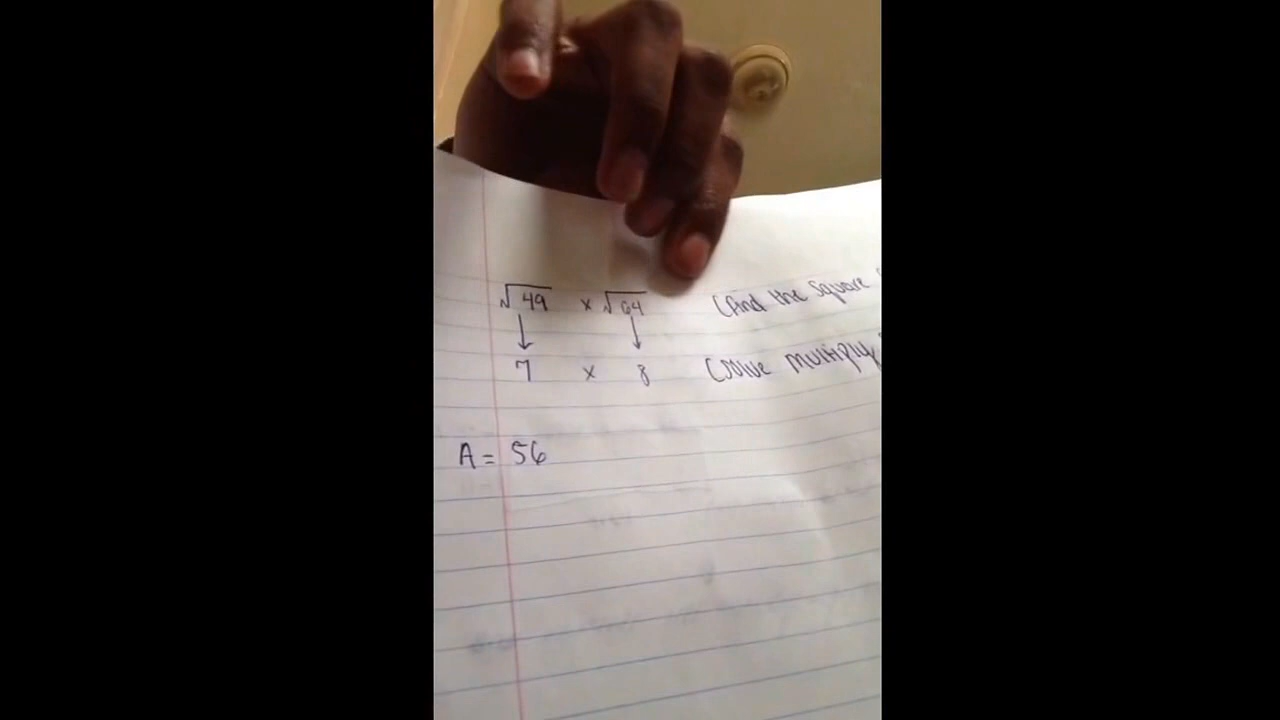 √49 x √64 (find the square
7 x 8 (solve multiply
A = 56